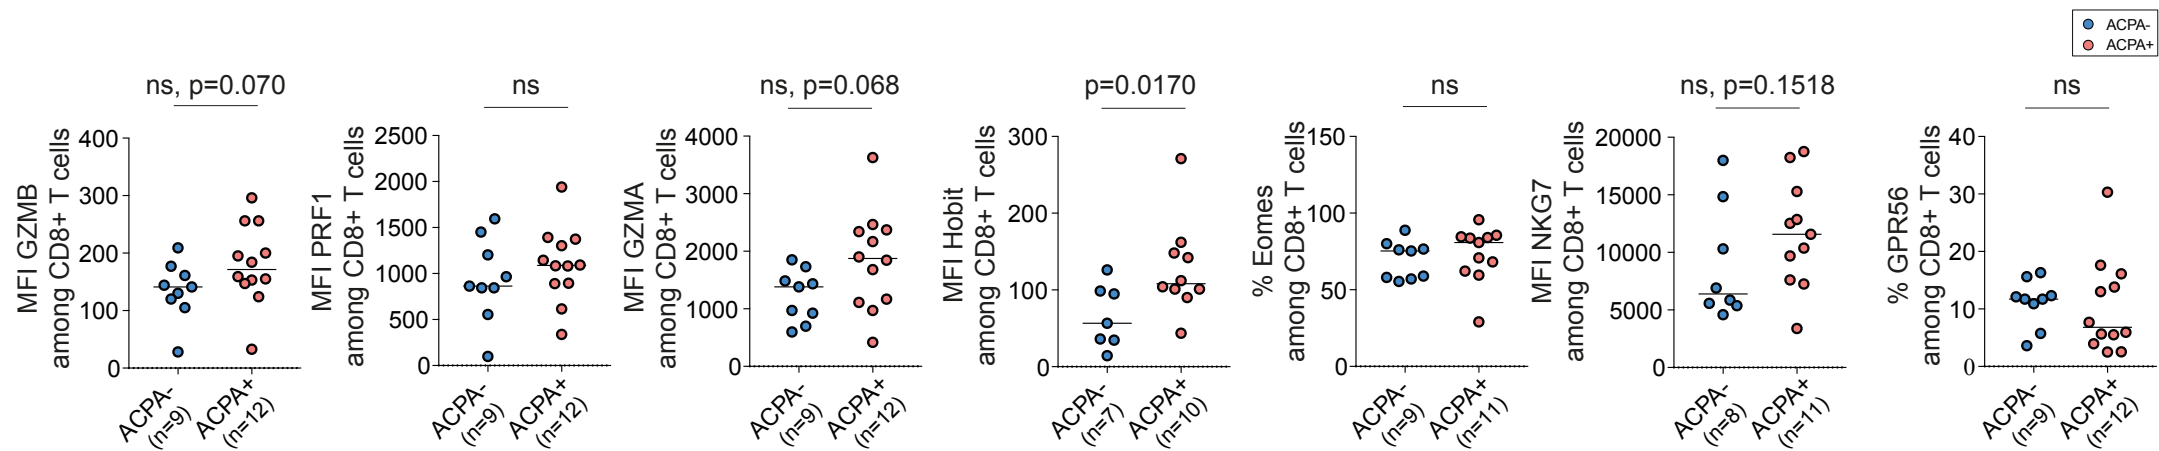 ACPA-
ACPA+
ns, p=0.070
MFI GZMB
among CD8+ T cells
400
300
200
100
0
ACPA-
(n=9)
ACPA+
(n=12)
ns
MFI PRF1
among CD8+ T cells
2500
2000
1500
1000
500
0
ACPA-
(n=9)
ACPA+
(n=12)
ns, p=0.068
MFI GZMA
among CD8+ T cells
4000
3000
2000
1000
0
ACPA-
(n=9)
ACPA+
(n=12)
p=0.0170
MFI Hobit
among CD8+ T cells
300
200
100
0
ACPA-
(n=7)
ACPA+
(n=10)
ns
% Eomes
among CD8+ T cells
150
100
50
0
ACPA-
(n=9)
ACPA+
(n=11)
ns, p=0.1518
MFI NKG7
among CD8+ T cells
20000
15000
10000
5000
0
ACPA-
(n=8)
ACPA+
(n=11)
ns
% GPR56
among CD8+ T cells
40
30
20
10
0
ACPA-
(n=9)
ACPA+
(n=12)